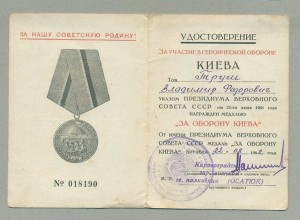 ЗА НАШУ СОВЕТСКУЮ РОДИНУ!
№ 018190
УДОСТОВЕРЕНИЕ
ЗА УЧАСТИЕ В ГЕРОИЧЕСКОЙ ОБОРОНЕ
КИЕВА
Тов. Труш
Владимир Федорович
УКАЗОМ ПРЕЗИДИУМА ВЕРХОВНОГО
СОВЕТА СССР от 21-го июня 1961 года
НАГРАЖДЕН МЕДАЛЬЮ
„ЗА ОБОРОНУ КИЕВА"
От имени ПРЕЗИДИУМА ВЕРХОВНОГО
СОВЕТА СССР МЕДАЛЬ „ЗА ОБОРОНУ
КИЕВА" вручена
М. П. полковник (ОСАТЮК)